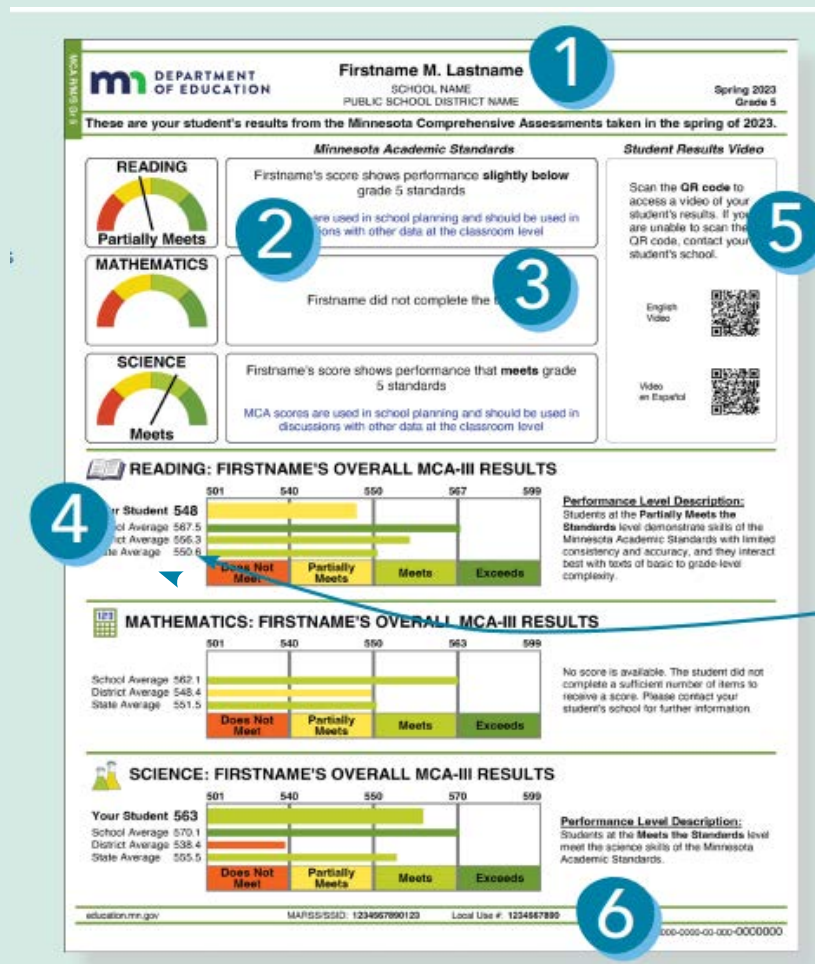 MCA R/M/S Gr 5
1
mn DEPARTMENT
OF EDUCATION
Firstname M. Lastname
SCHOOL NAME
PUBLIC SCHOOL DISTRICT NAME
Spring 2023
Grade 5
These are your student's results from the Minnesota Comprehensive Assessments taken in the spring of 2023.
Minnesota Academic Standards
Student Results Video
READING
Partially Meets
Firstname's score shows performance slightly below
grade 5 standards
2
are used in school planning and should be used in
with other data at the classroom level
Scan the QR code to
access a video of your
student's results. If you
are unable to scan the
QR code, contact your
student's school.
5
English
Video
Video
en Español
MATHEMATICS
Firstname did not complete the
3
SCIENCE
Meets
Firstname's score shows performance that meets grade
5 standards
MCA scores are used in school planning and should be used in
discussions with other data at the classroom level
READING: FIRSTNAME'S OVERALL MCA-III RESULTS
501 540 550 567 599
4
Student 548
Average 567.5
Average 556.3
Average 550.6
Does Not
Meet
Partially
Meets
Meets
Exceeds
Performance Level Description:
Students at the Partially Meets the
Standards level demonstrate skills of the
Minnesota Academic Standards with limited
consistency and accuracy, and they interact
best with texts of basic to grade-level
complexity.
123
MATHEMATICS: FIRSTNAME'S OVERALL MCA-III RESULTS
501 540 550 563 599
School Average 562.1
District Average 548.4
State Average 551.5
Does Not
Meet
Partially
Meets
Meets
Exceeds
No score is available. The student did not
complete a sufficient number of items to
receive a score. Please contact your
student's school for further information.
SCIENCE: FIRSTNAME'S OVERALL MCA-III RESULTS
501 540 550 570 599
Your Student 563
School Average 570.1
District Average 538.4
State Average 555.5
Does Not
Meet
Partially
Meets
Meets
Exceeds
Performance Level Description:
Students at the Meets the Standards level
meet the science skills of the Minnesota
Academic Standards.
education.mn.gov
MARSS/SSID: 1234567890123
Local Use #: 1234567890
6
000-0000-00-000-0000000